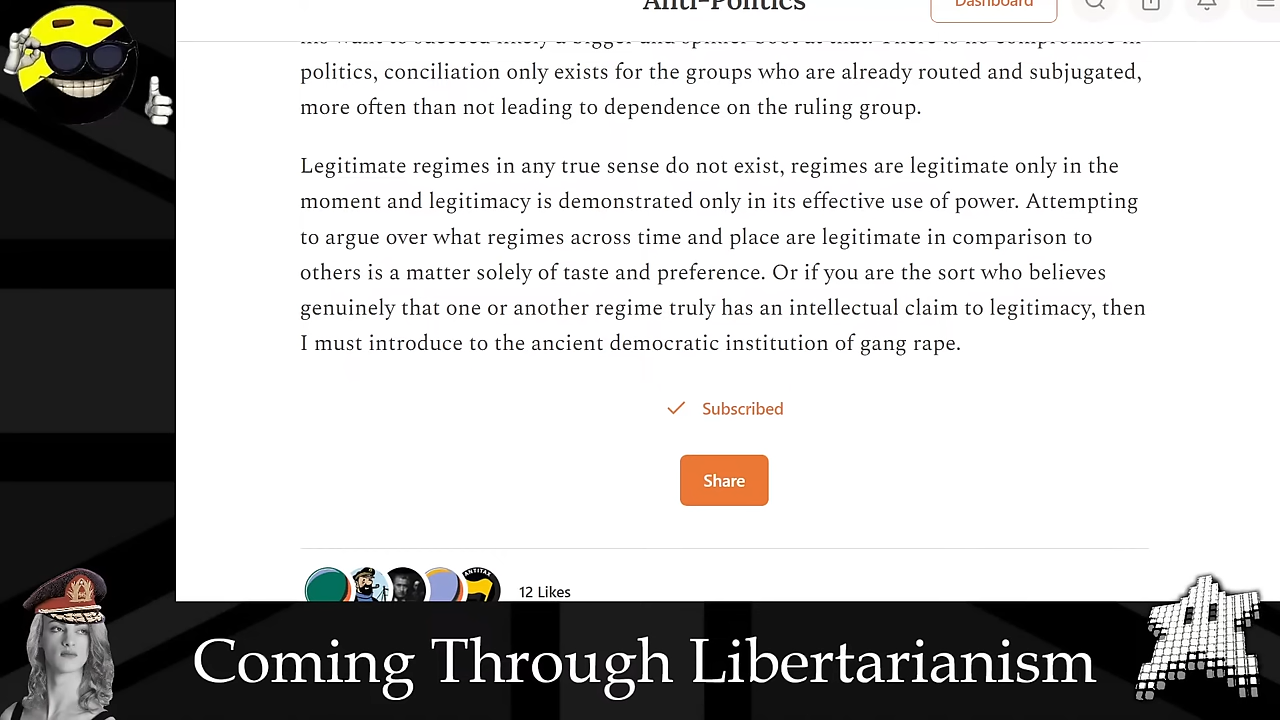 Anti-Politics
Dashboard
politics, conciliation only exists for the groups who are already routed and subjugated,
more often than not leading to dependence on the ruling group.
Legitimate regimes in any true sense do not exist, regimes are legitimate only in the
moment and legitimacy is demonstrated only in its effective use of power. Attempting
to argue over what regimes across time and place are legitimate in comparison to
others is a matter solely of taste and preference. Or if you are the sort who believes
genuinely that one or another regime truly has an intellectual claim to legitimacy, then
I must introduce to the ancient democratic institution of gang rape.
Subscribed
Share
ANTITAX
12 Likes
Coming Through Libertarianism